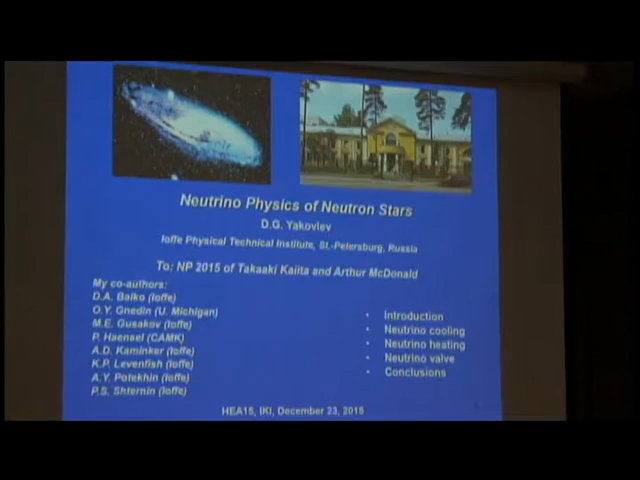 Neutrino Physics of Neutron Stars
D.G. Yakovlev
Ioffe Physical Technical Institute, St.-Petersburg, Russia
To: NP 2015 of Takaaki Kajita and Arthur McDonald
My co-authors:
D.A. Baiko (Ioffe)
O.Y. Gnedin (U. Michigan)
M.E. Gusakov (Ioffe)
P. Haensel (CAMK)
A.D. Kaminker (Ioffe)
K.P. Levenfish (Ioffe)
A.Y. Potekhin (Ioffe)
P.S. Shternin (Ioffe)
• Introduction
• Neutrino cooling
• Neutrino heating
• Neutrino valve
• Conclusions
HEA15, IKI, December 23, 2015